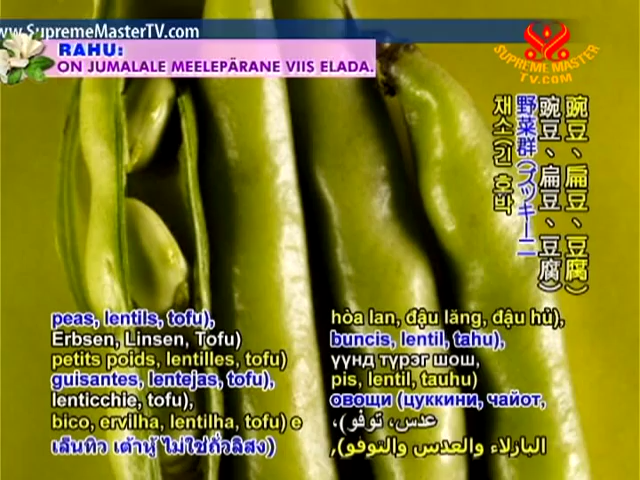 www.SupremeMasterTV.com
RAHU:
ON JUMALALE MEELEPÄRANE VIIS ELADA.
SUPREME MASTER
TV.COM
豌豆、扁豆、豆腐）
豌豆、扁豆、豆腐）
野菜群（ズッキーニ
채소(긴 호박
peas, lentils, tofu),
Erbsen, Linsen, Tofu)
petits poids, lentilles, tofu)
guisantes, lentejas, tofu),
lenticchie, tofu),
bico, ervilha, lentilha, tofu) e
เล็นทิว เต้าหู้ ไม่ใช่ถั่วลิสง)
hòa lan, đậu lăng, đậu hũ),
buncis, lentil, tahu),
үүнд түрэг шош,
pis, lentil, tauhu)
овощи (цуккини, чайот,
عدس، توفو)،
البازلاء والعدس والتوفو),